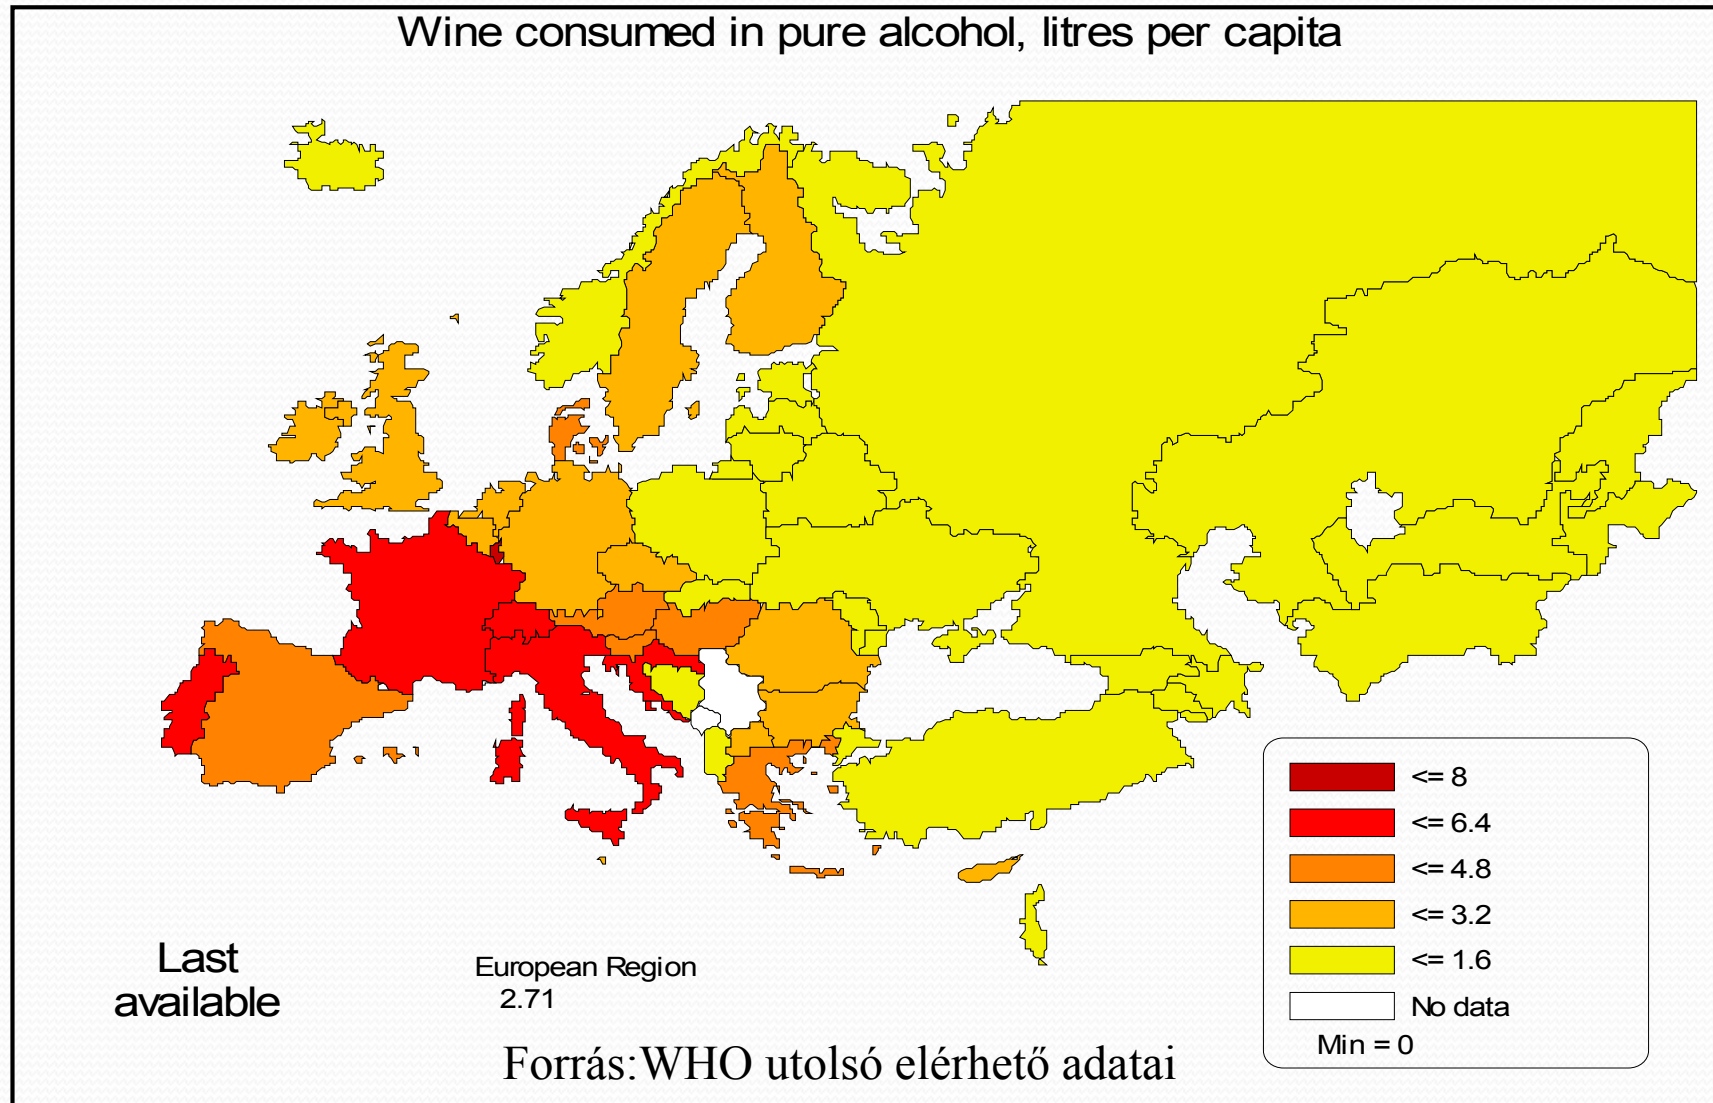 Wine consumed in pure alcohol, litres per capita
<= 8
<= 6.4
<= 4.8
<= 3.2
<= 1.6
No data
Min = 0
Last
available
European Region
2.71
Forrás:WHO utolsó elérhető adatai